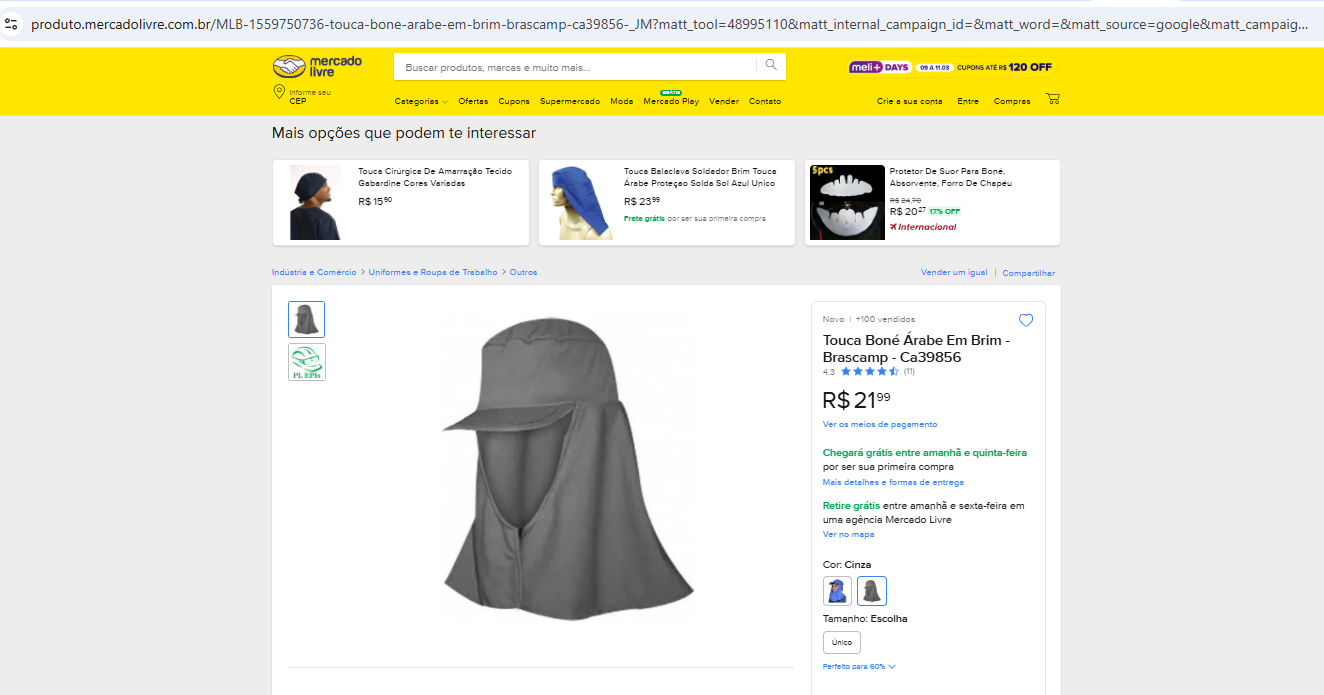 produto.mercadolivre.com.br/MLB-1559750736-touca-bone-arabe-em-brim-brascamp-ca39856-_JM?matt_tool=48995110&matt_internal_campaign_id=&matt_word=&matt_source=google&matt_campaig...
mercado
livre
Buscar produtos, marcas e muito mais...
meli+ DAYS 09 A 11.03 CUPONS ATÉ R$ 120 OFF
Informe seu
CEP
GRÁTIS
Categorias Ofertas Cupons Supermercado Moda Mercado Play Vender Contato
Crie a sua conta Entre Compras
Mais opções que podem te interessar
Touca Cirúrgica De Amarração Tecido
Gabardine Cores Variadas
R$ 15 90
Touca Balaclava Soldador Brim Touca
Árabe Proteçao Solda Sol Azul Unico
R$ 23 99
Frete grátis por ser sua primeira compra
5pcs
Protetor De Suor Para Boné,
Absorvente, Forro De Chapéu
R$ 24,70
R$ 20 27 17% OFF
Internacional
Indústria e Comércio > Uniformes e Roupa de Trabalho > Outros
Vender um igual | Compartilhar
PL EPIs
Novo | +100 vendidos
Touca Boné Árabe Em Brim -
Brascamp - Ca39856
4.3 (11)
R$ 21 99
Ver os meios de pagamento
Chegará grátis entre amanhã e quinta-feira
por ser sua primeira compra
Mais detalhes e formas de entrega
Retire grátis entre amanhã e sexta-feira em
uma agência Mercado Livre
Ver no mapa
Cor: Cinza
Tamanho: Escolha
Único
Perfeito para 60%